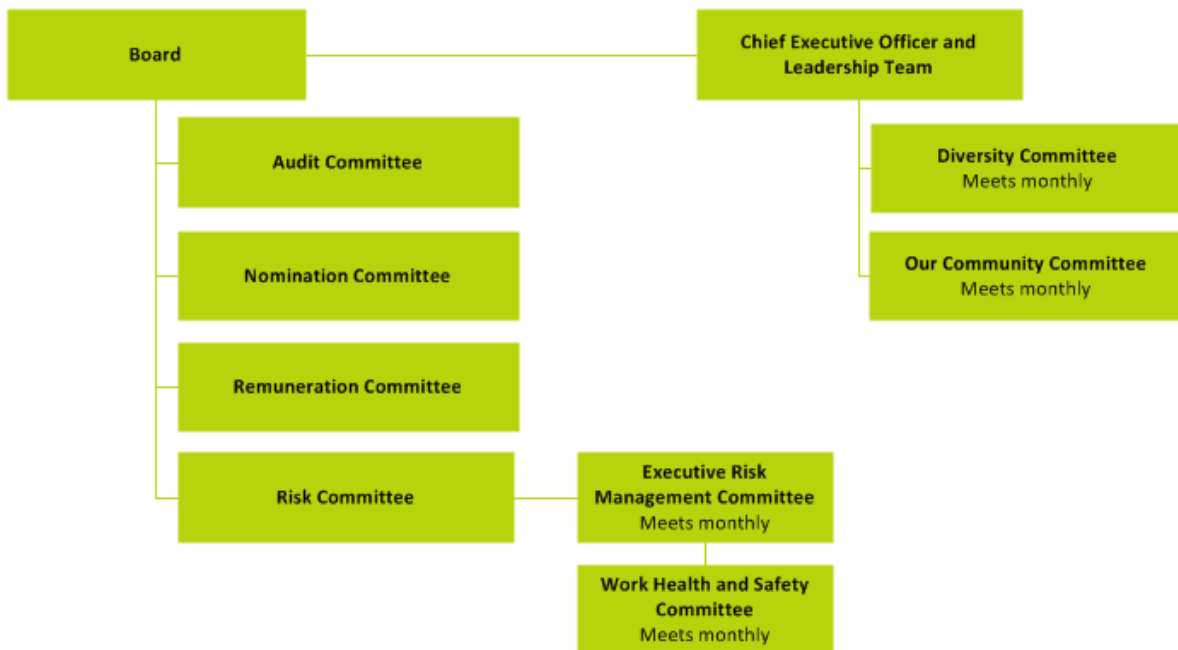 Board
Chief Executive Officer and
Leadership Team
Audit Committee
Diversity Committee
Meets monthly
Nomination Committee
Our Community Committee
Meets monthly
Remuneration Committee
Risk Committee
Executive Risk
Management Committee
Meets monthly
Work Health and Safety
Committee
Meets monthly